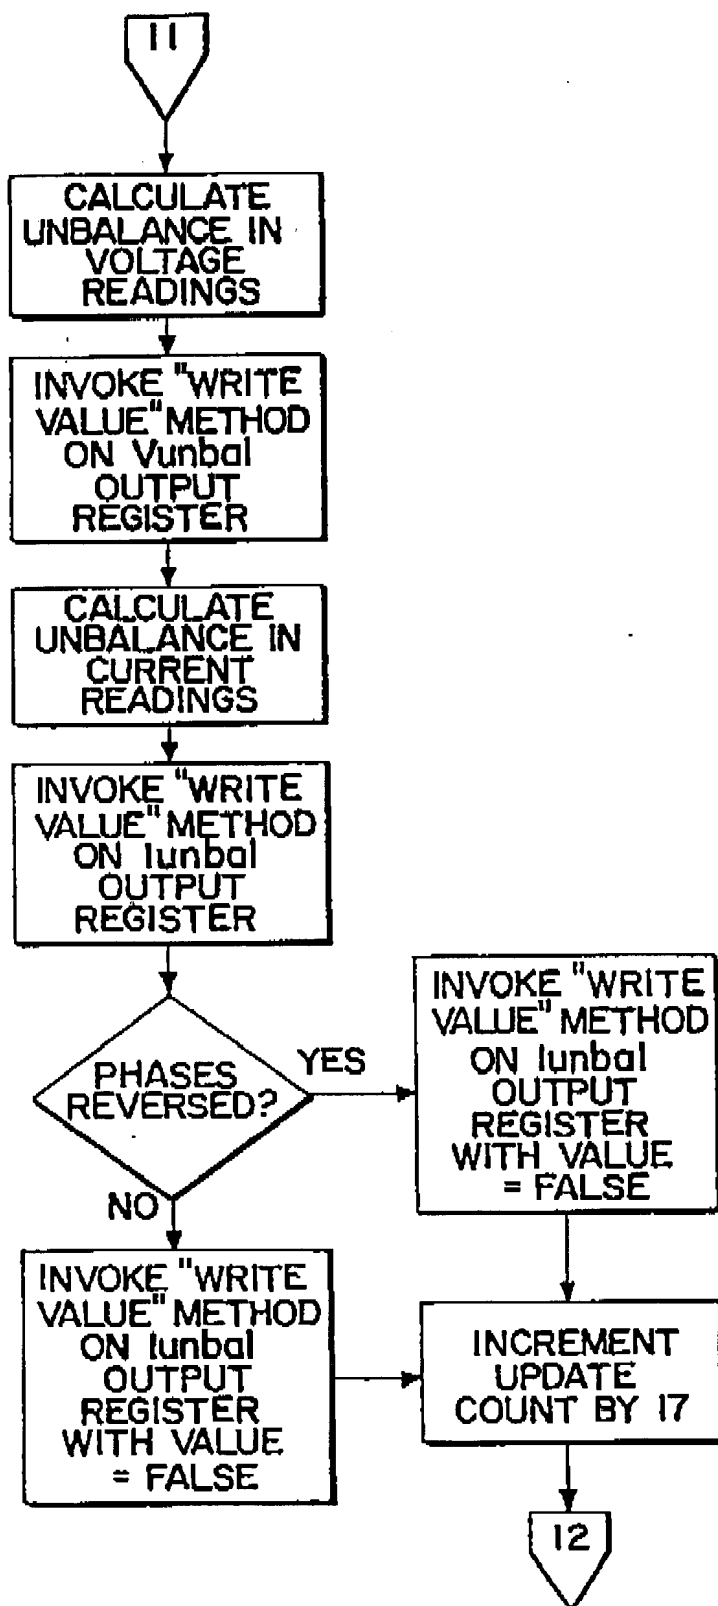 11
CALCULATE
UNBALANCE IN
VOLTAGE
READINGS
INVOKE "WRITE
VALUE" METHOD
ON Vunbal
OUTPUT
REGISTER
CALCULATE
UNBALANCE IN
CURRENT
READINGS
INVOKE "WRITE
VALUE" METHOD
ON Iunbal
OUTPUT
REGISTER
PHASES
REVERSED?
YES
INVOKE "WRITE
VALUE" METHOD
ON Iunbal
OUTPUT
REGISTER
WITH VALUE
= FALSE
NO
INVOKE "WRITE
VALUE" METHOD
ON Iunbal
OUTPUT
REGISTER
WITH VALUE
= FALSE
INCREMENT
UPDATE
COUNT BY 17
12